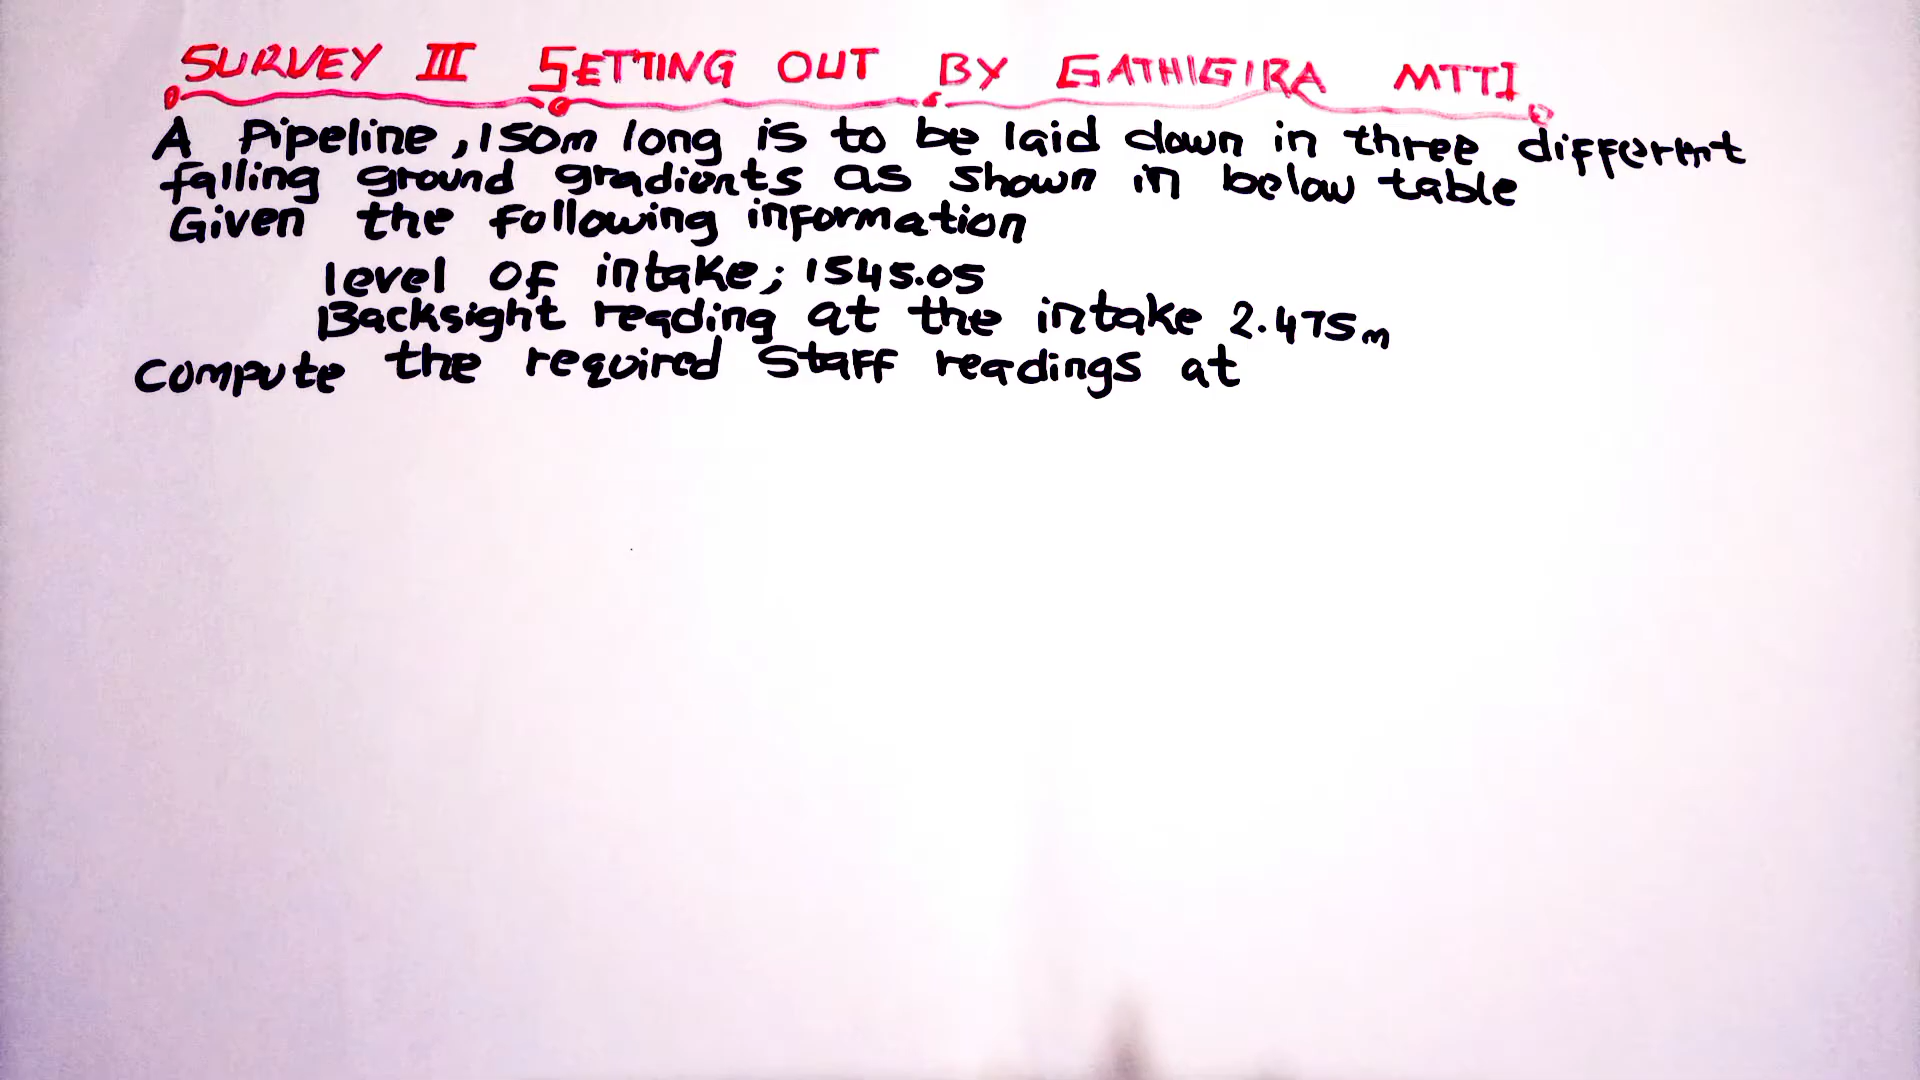 SURVEY III SETTING OUT BY GATHIGIRA MTTI
A Pipeline, 150m long is to be laid down in three different
falling ground gradients as shown in below table
Given the following information
level of intake; 1545.05
Backsight reading at the intake 2.475m
compute the required Staff readings at